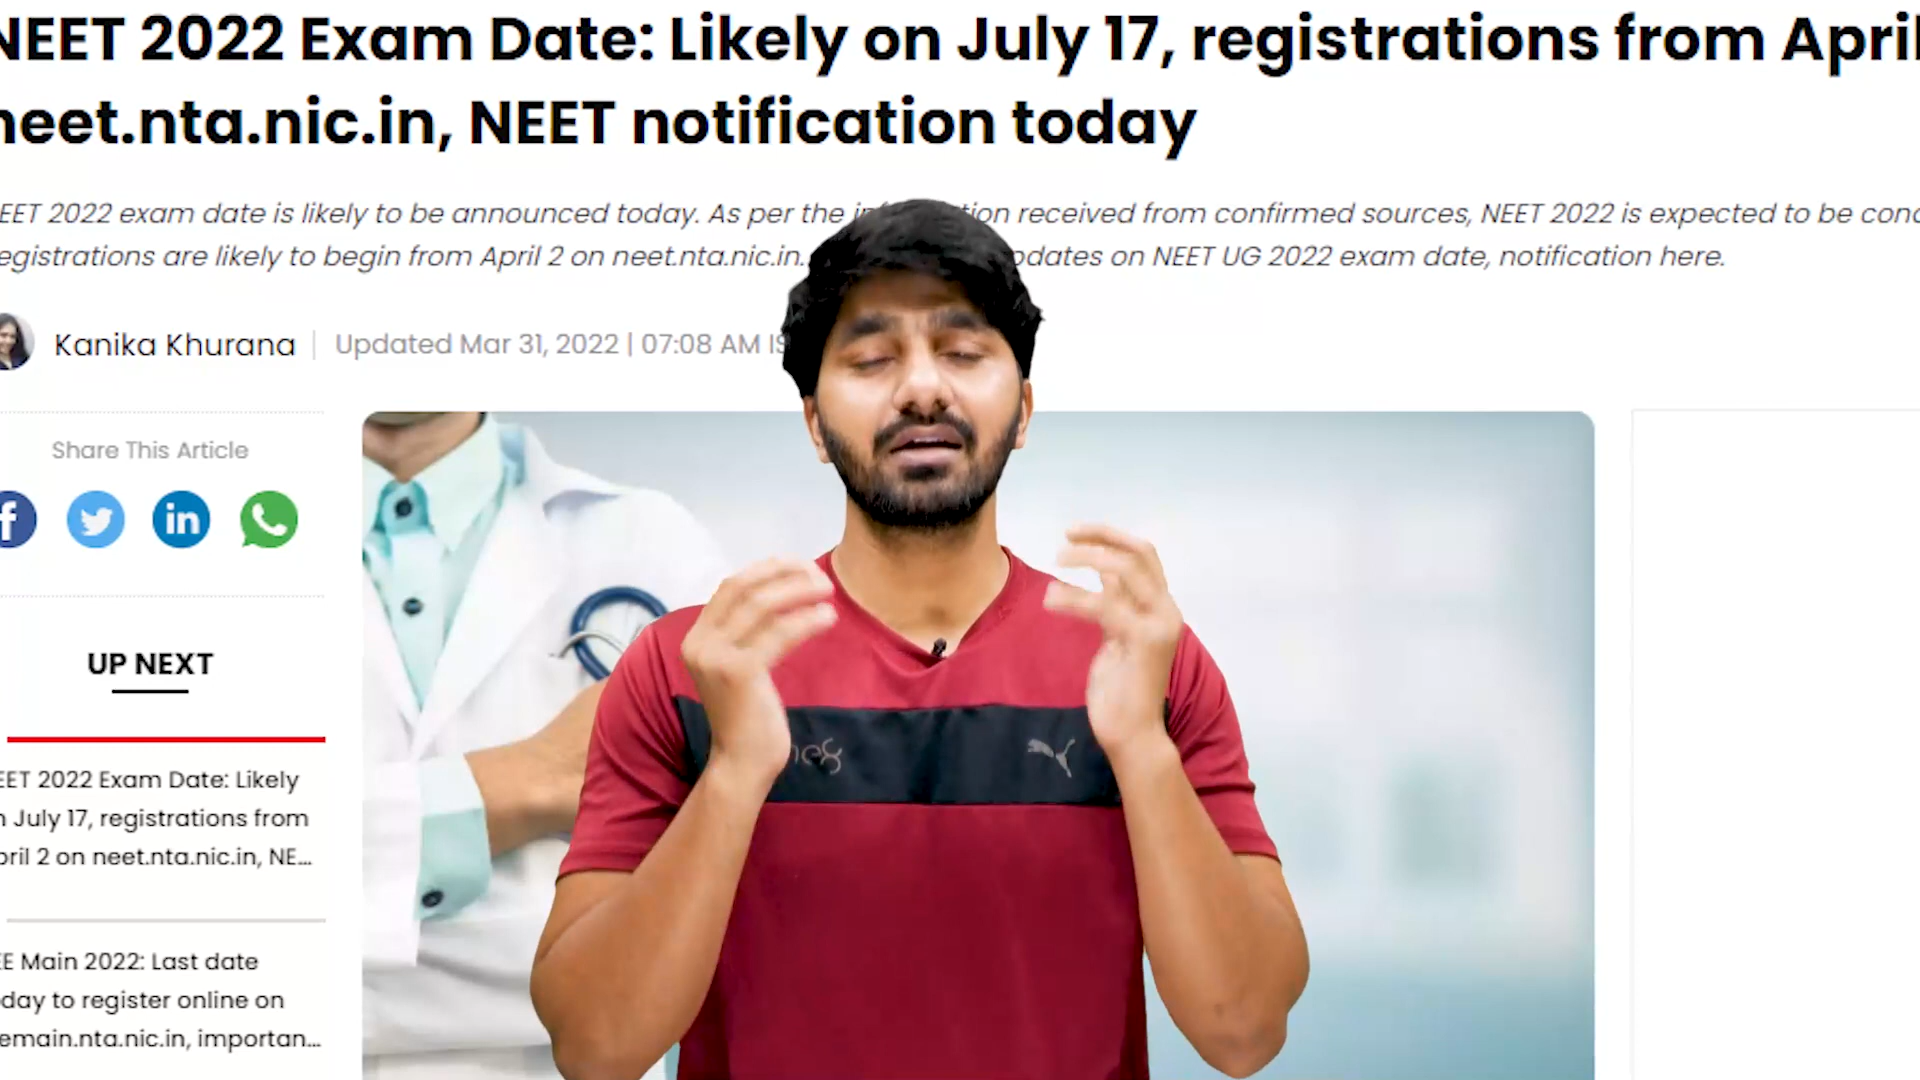 NEET 2022 Exam Date: Likely on July 17, registrations from April
neet.nta.nic.in, NEET notification today
EET 2022 exam date is likely to be announced today. As per the received from confirmed sources, NEET 2022 is expected to be
egistrations are likely to begin from April 2 on neet.nta.nic.in. on NEET UG 2022 exam date, notification here.
Kanika Khurana | Updated Mar 31, 2022 | 07:08 AM
Share This Article
f
in
UP NEXT
EET 2022 Exam Date: Likely
n July 17, registrations from
pril 2 on neet.nta.nic.in, NE...
EE Main 2022: Last date
day to register online on
emain.nta.nic.in, importan...